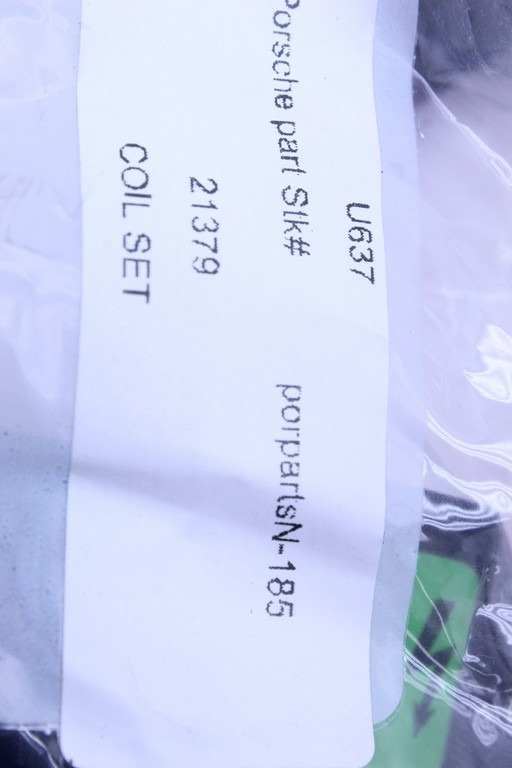 U637
Porsche part Stk# porpartsN-185
21379
COIL SET